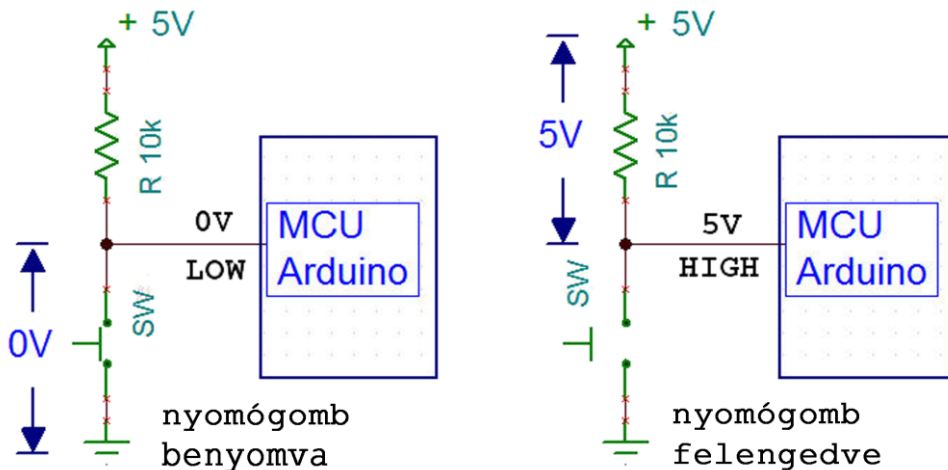 + 5V
R 10k
0V
LOW
MCU
Arduino
SW
0V
nyomógomb
benyomva
+ 5V
5V
R 10k
5V
HIGH
MCU
Arduino
SW
nyomógomb
felengedve